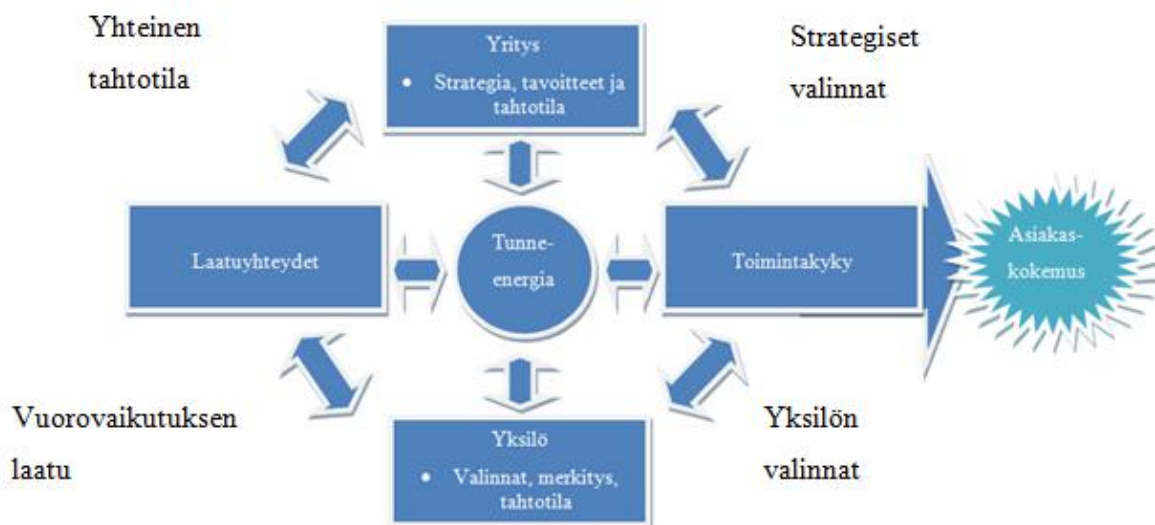 Yhteinen
tahtotila
Yritys
• Strategia, tavoitteet ja
tahtotila
Strategiset
valinnat
Laatuyhteydet
Tunne-
energia
Toimintakyky
Asiakas-
kokemus
Vuorovaikutuksen
laatu
Yksilö
• Valinnat, merkitys,
tahtotila
Yksilön
valinnat